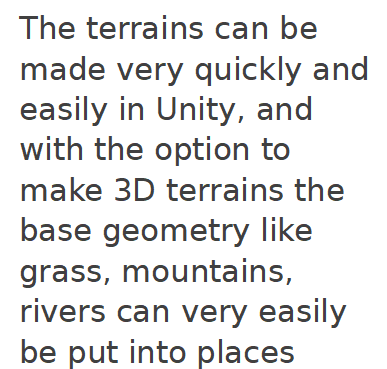 The terrains can be
made very quickly and
easily in Unity, and
with the option to
make 3D terrains the
base geometry like
grass, mountains,
rivers can very easily
be put into places